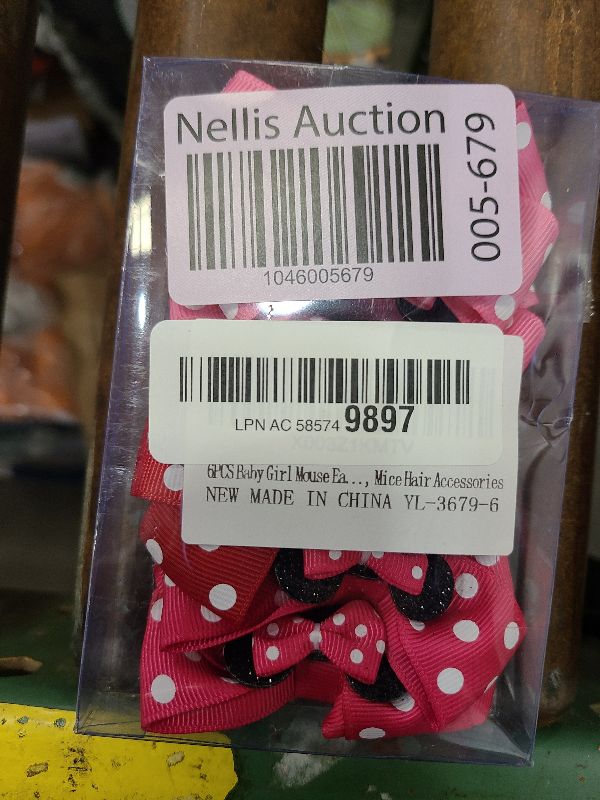 Nellis Auction
005-679
1046005679
LPN AC 58574 9897
6PCS Baby Girl Mouse Ea..., Mice Hair Accessories
NEW MADE IN CHINA YL-3679-6